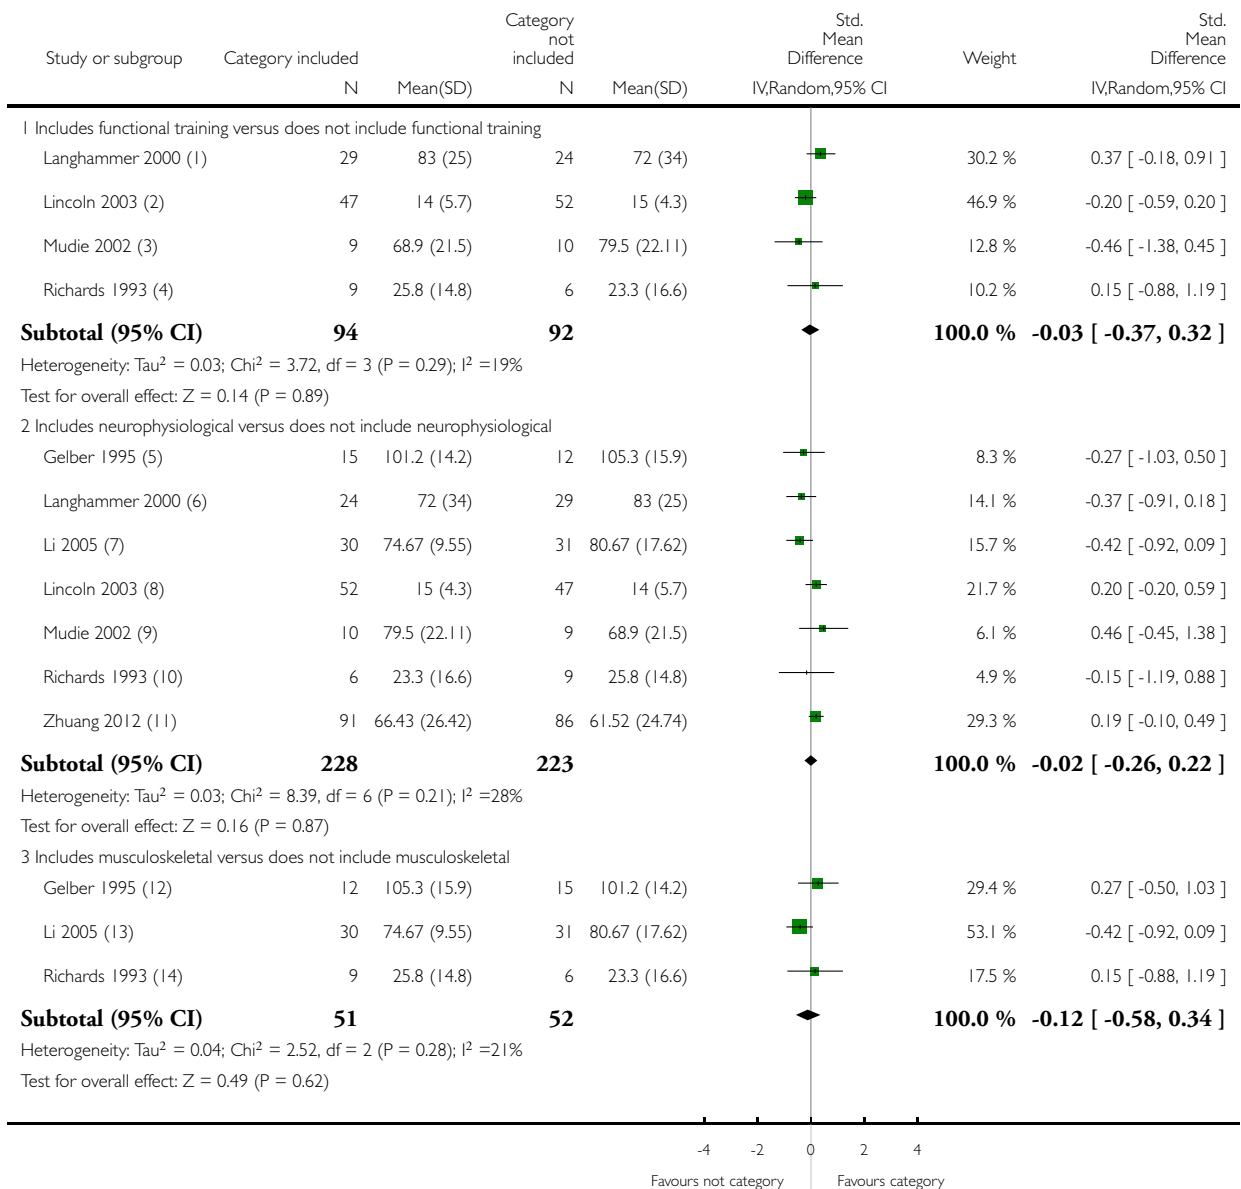 Category
not
included
Std.
Mean
Difference
Std.
Mean
Difference
Study or subgroup Category included Weight
N Mean(SD) N Mean(SD) IV,Random,95% CI IV,Random,95% CI
1 Includes functional training versus does not include functional training
Langhammer 2000 (1) 29 83 (25) 24 72 (34) 30.2 % 0.37 [ -0.18, 0.91 ]
Lincoln 2003 (2) 47 14 (5.7) 52 15 (4.3) 46.9 % -0.20 [ -0.59, 0.20 ]
Mudie 2002 (3) 9 68.9 (21.5) 10 79.5 (22.11) 12.8 % -0.46 [ -1.38, 0.45 ]
Richards 1993 (4) 9 25.8 (14.8) 6 23.3 (16.6) 10.2 % 0.15 [ -0.88, 1.19 ]
Subtotal (95% CI) 94 92 100.0 % -0.03 [ -0.37, 0.32 ]
Heterogeneity: Tau² = 0.03; Chi² = 3.72, df = 3 (P = 0.29); I² =19%
Test for overall effect: Z = 0.14 (P = 0.89)
2 Includes neurophysiological versus does not include neurophysiological
Gelber 1995 (5) 15 101.2 (14.2) 12 105.3 (15.9) 8.3 % -0.27 [ -1.03, 0.50 ]
Langhammer 2000 (6) 24 72 (34) 29 83 (25) 14.1 % -0.37 [ -0.91, 0.18 ]
Li 2005 (7) 30 74.67 (9.55) 31 80.67 (17.62) 15.7 % -0.42 [ -0.92, 0.09 ]
Lincoln 2003 (8) 52 15 (4.3) 47 14 (5.7) 21.7 % 0.20 [ -0.20, 0.59 ]
Mudie 2002 (9) 10 79.5 (22.11) 9 68.9 (21.5) 6.1 % 0.46 [ -0.45, 1.38 ]
Richards 1993 (10) 6 23.3 (16.6) 9 25.8 (14.8) 4.9 % -0.15 [ -1.19, 0.88 ]
Zhuang 2012 (11) 91 66.43 (26.42) 86 61.52 (24.74) 29.3 % 0.19 [ -0.10, 0.49 ]
Subtotal (95% CI) 228 223 100.0 % -0.02 [ -0.26, 0.22 ]
Heterogeneity: Tau² = 0.03; Chi² = 8.39, df = 6 (P = 0.21); I² =28%
Test for overall effect: Z = 0.16 (P = 0.87)
3 Includes musculoskeletal versus does not include musculoskeletal
Gelber 1995 (12) 12 105.3 (15.9) 15 101.2 (14.2) 29.4 % 0.27 [ -0.50, 1.03 ]
Li 2005 (13) 30 74.67 (9.55) 31 80.67 (17.62) 53.1 % -0.42 [ -0.92, 0.09 ]
Richards 1993 (14) 9 25.8 (14.8) 6 23.3 (16.6) 17.5 % 0.15 [ -0.88, 1.19 ]
Subtotal (95% CI) 51 52 100.0 % -0.12 [ -0.58, 0.34 ]
Heterogeneity: Tau² = 0.04; Chi² = 2.52, df = 2 (P = 0.28); I² =21%
Test for overall effect: Z = 0.49 (P = 0.62)
-4 -2 0 2 4
Favours not category Favours category